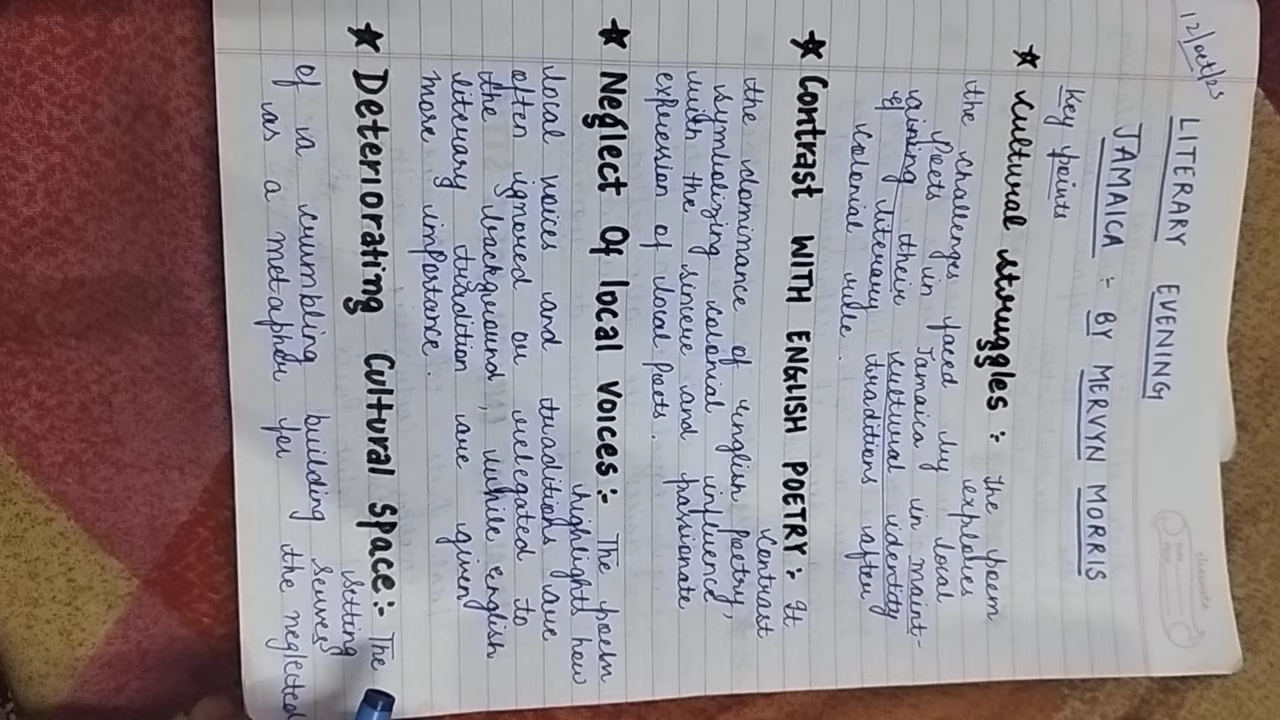 12/oct/25
LITERARY EVENING
JAMAICA : BY MERVYN MORRIS
Key points
★ cultural struggles :- The poem
explores
the challenges faced by local
poets in Jamaica in maint-
aining their cultural identity
& literary traditions after
colonial rule.
★ Contrast WITH ENGLISH POETRY :- It
contrast
the dominance of english poetry,
symbolizing colonial influend
with the sincere and passionate
expression of local poets.
★ Neglect Of local voices :- The poem
highlight how
local voices and traditions are
often ignored or relegated to
the background, while english
literary tradition are given
more importance.
★ Deteriorating Cultural space :- The
setting
of a crumbling building serves
as a metaphor for the neglected